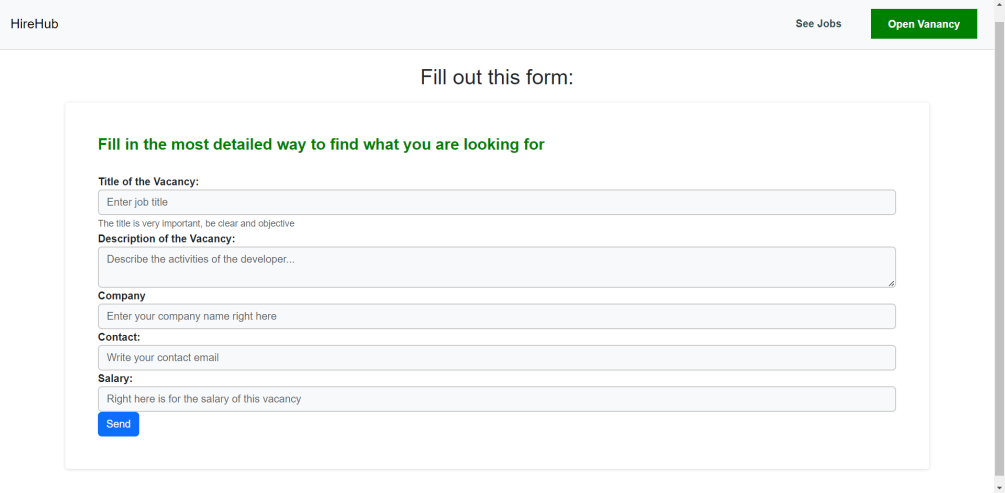 HireHub
See Jobs
Open Vanancy
Fill out this form:
Fill in the most detailed way to find what you are looking for
Title of the Vacancy:
Enter job title
The title is very important, be clear and objective
Description of the Vacancy:
Describe the activities of the developer...
Company
Enter your company name right here
Contact:
Write your contact email
Salary:
Right here is for the salary of this vacancy
Send